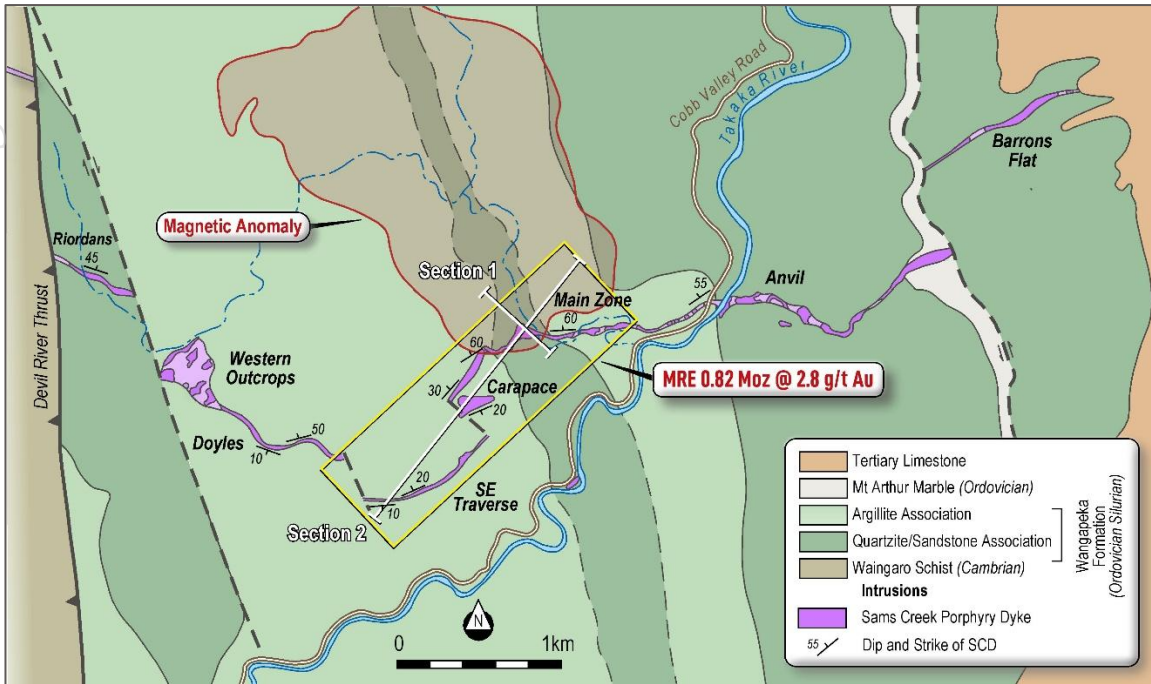 Cobb Valley Road
Takaka River
Barrons
Flat
Magnetic Anomaly
Riordans
45
Section 1
Main Zone
55
Anvil
60
60
Devil River Thrust
Western
Outcrops
30
Carapace
20
MRE 0.82 Moz @ 2.8 g/t Au
Doyles
50
10
20
SE
Traverse
10
Section 2
N
0
1km
Tertiary Limestone
Mt Arthur Marble (Ordovician)
Argillite Association
Quartzite/Sandstone Association
Waingaro Schist (Cambrian)
Wangapeka
Formation
(Ordovician Silurian)
Intrusions
Sams Creek Porphyry Dyke
55 Dip and Strike of SCD